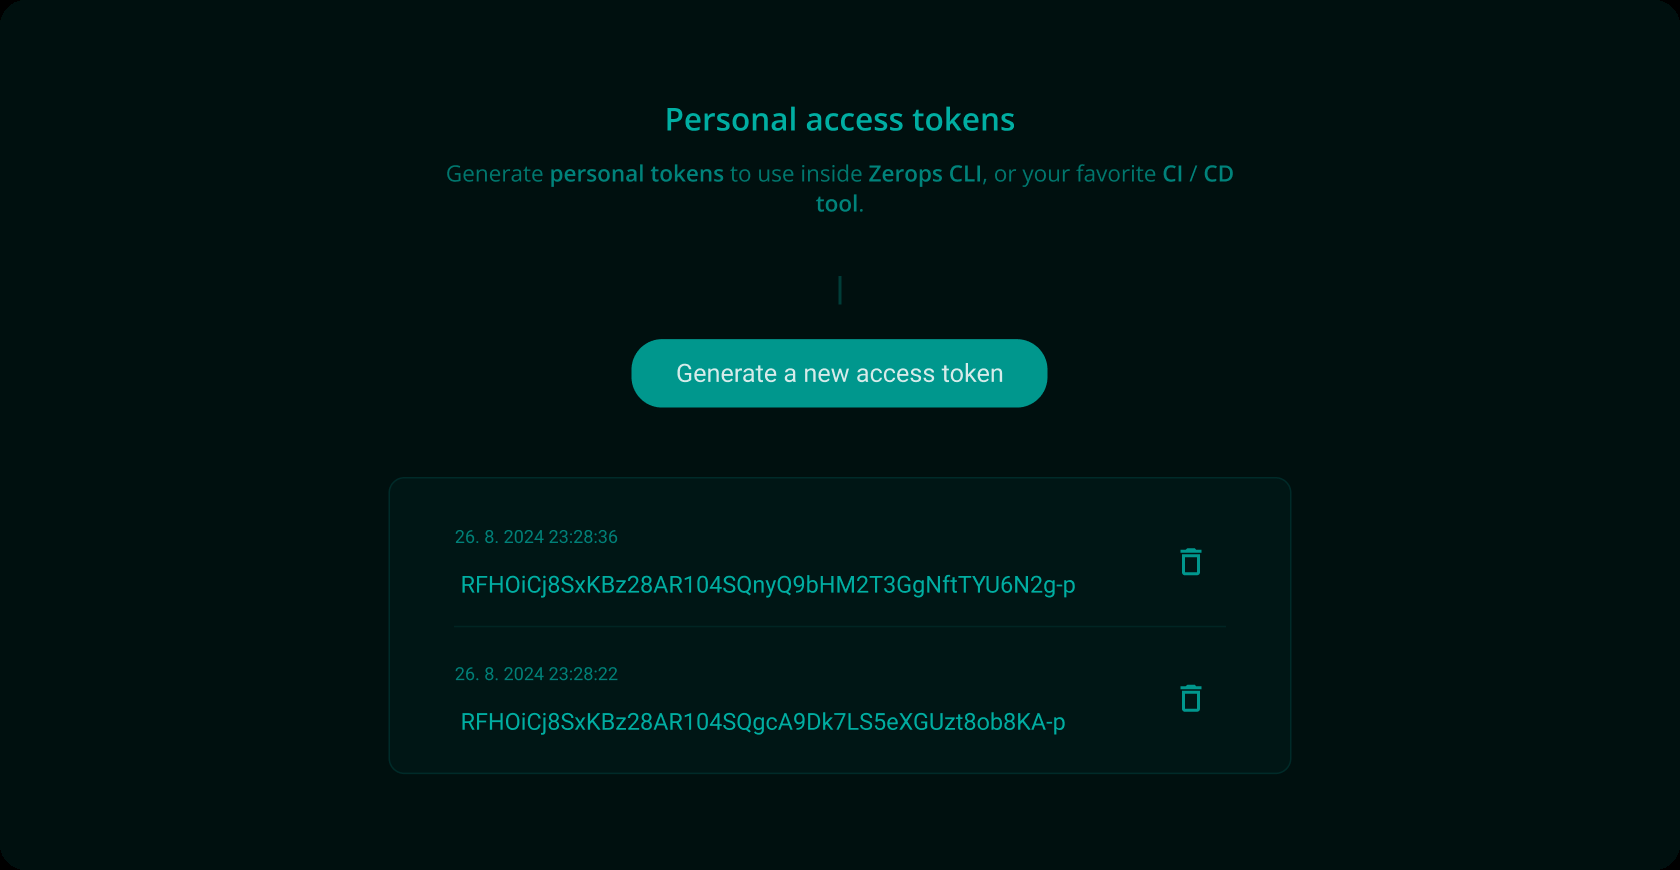 Personal access tokens
Generate personal tokens to use inside Zerops CLI, or your favorite CI / CD
tool.
Generate a new access token
26. 8. 2024 23:28:36
RFHOiCj8SxKBz28AR104SQnyQ9bHM2T3GgNftTYU6N2g-p
26. 8. 2024 23:28:22
RFHOiCj8SxKBz28AR104SQgcA9Dk7LS5eXGUzt8ob8KA-p